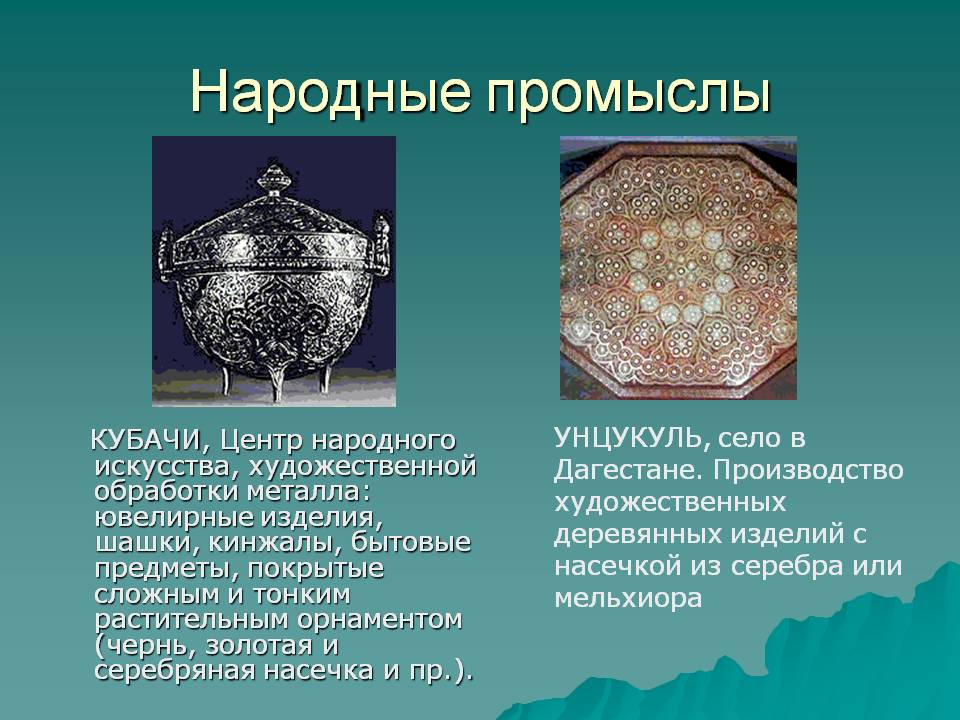 Народные промыслы
КУБАЧИ, Центр народного
искусства, художественной
обработки металла:
ювелирные изделия,
шашки, кинжалы, бытовые
предметы, покрытые
сложным и тонким
растительным орнаментом
(чернь, золотая и
серебряная насечка и пр.).
УНЦУКУЛЬ, село в
Дагестане. Производство
художественных
деревянных изделий с
насечкой из серебра или
мельхиора